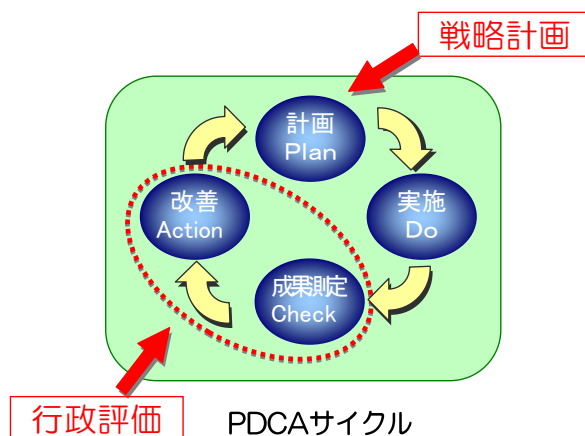 戦略計画
計画
Plan
改善
Action
実施
Do
成果測定
Check
行政評価
PDCAサイクル